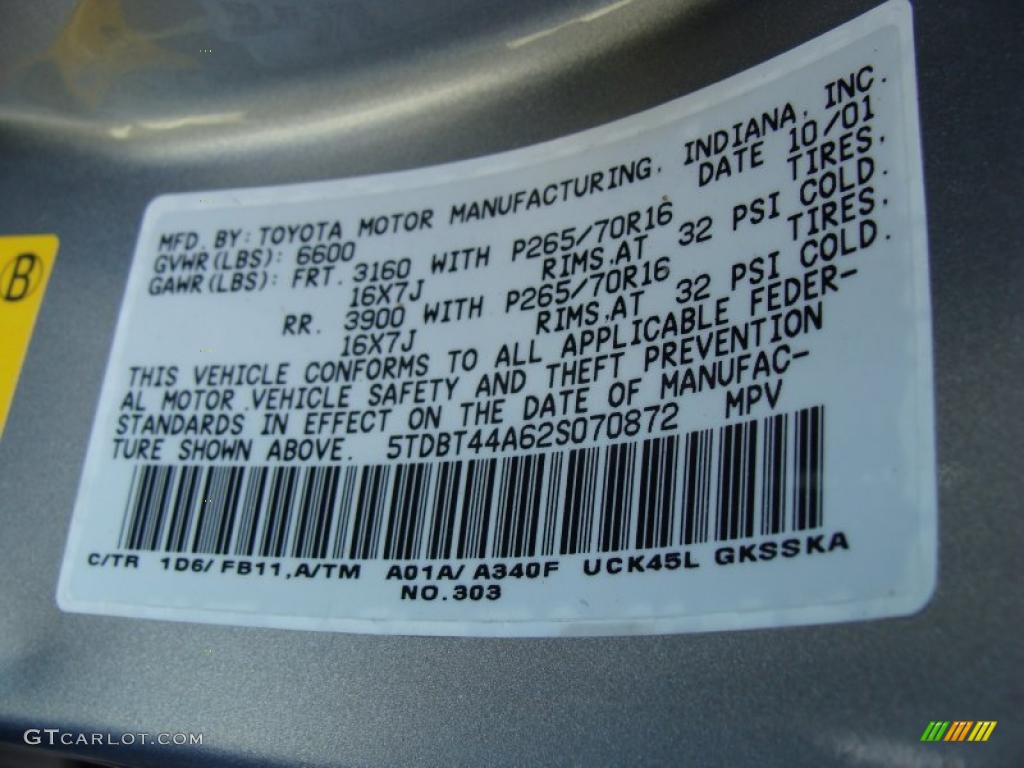 B
MFD. BY: TOYOTA MOTOR MANUFACTURING, INDIANA, INC.
GVWR(LBS): 6600 DATE 10/01
GAWR(LBS): FRT. 3160 WITH P265/70R16 TIRES.
16X7J RIMS,AT 32 PSI COLD.
RR. 3900 WITH P265/70R16 TIRES.
16X7J RIMS,AT 32 PSI COLD.
THIS VEHICLE CONFORMS TO ALL APPLICABLE FEDER-
AL MOTOR VEHICLE SAFETY AND THEFT PREVENTION
STANDARDS IN EFFECT ON THE DATE OF MANUFAC-
TURE SHOWN ABOVE. 5TDBT44A62S070872 MPV
C/TR 1D6/ FB11,A/TM A01A/ A340F UCK45L GKSSKA
NO.303
GTCARLOT.COM